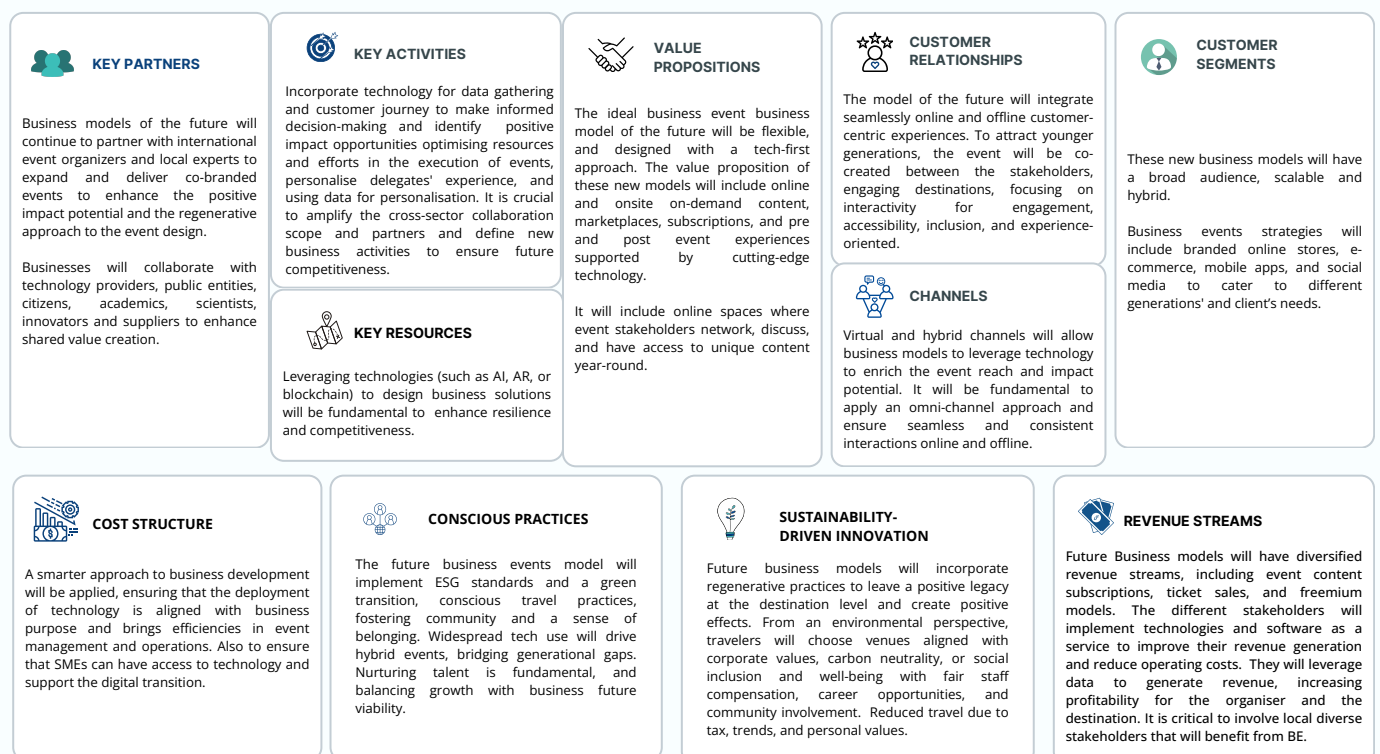 KEY PARTNERS
Business models of the future will
continue to partner with international
event organizers and local experts to
expand and deliver co-branded
events to enhance the positive
impact potential and the regenerative
approach to the event design.
Businesses will collaborate with
technology providers, public entities,
citizens, academics, scientists,
innovators and suppliers to enhance
shared value creation.
KEY ACTIVITIES
Incorporate technology for data gathering
and customer journey to make informed
decision-making and identify positive
impact opportunities optimising resources
and efforts in the execution of events,
personalise delegates' experience, and
using data for personalisation. It is crucial
to amplify the cross-sector collaboration
scope and partners and define new
business activities to ensure future
competitiveness.
KEY RESOURCES
Leveraging technologies (such as AI, AR, or
blockchain) to design business solutions
will be fundamental to enhance resilience
and competitiveness.
VALUE
PROPOSITIONS
The ideal business event business
model of the future will be flexible,
and designed with a tech-first
approach. The value proposition of
these new models will include online
and onsite on-demand content,
marketplaces, subscriptions, and pre
and post event experiences
supported by cutting-edge
technology.
It will include online spaces where
event stakeholders network, discuss,
and have access to unique content
year-round.
CUSTOMER
RELATIONSHIPS
The model of the future will integrate
seamlessly online and offline customer-
centric experiences. To attract younger
generations, the event will be co-
created between the stakeholders,
engaging destinations, focusing on
interactivity for engagement,
accessibility, inclusion, and experience-
oriented.
CHANNELS
Virtual and hybrid channels will allow
business models to leverage technology
to enrich the event reach and impact
potential. It will be fundamental to
apply an omni-channel approach and
ensure seamless and consistent
interactions online and offline.
CUSTOMER
SEGMENTS
These new business models will have
a broad audience, scalable and
hybrid.
Business events strategies will
include branded online stores, e-
commerce, mobile apps, and social
media to cater to different
generations' and client's needs.
COST STRUCTURE
A smarter approach to business development
will be applied, ensuring that the deployment
of technology is aligned with business
purpose and brings efficiencies in event
management and operations. Also to ensure
that SMEs can have access to technology and
support the digital transition.
CONSCIOUS PRACTICES
The future business events model will
implement ESG standards and a green
transition, conscious travel practices,
fostering community and a sense of
belonging. Widespread tech use will drive
hybrid events, bridging generational gaps.
Nurturing talent is fundamental, and
balancing growth with business future
viability.
SUSTAINABILITY-
DRIVEN INNOVATION
Future business models will incorporate
regenerative practices to leave a positive legacy
at the destination level and create positive
effects. From an environmental perspective,
travelers will choose venues aligned with
corporate values, carbon neutrality, or social
inclusion and well-being with fair staff
compensation, career opportunities, and
community involvement. Reduced travel due to
tax, trends, and personal values.
REVENUE STREAMS
Future Business models will have diversified
revenue streams, including event content
subscriptions, ticket sales, and freemium
models. The different stakeholders will
implement technologies and software as a
service to improve their revenue generation
and reduce operating costs. They will leverage
data to generate revenue, increasing
profitability for the organiser and the
destination. It is critical to involve local diverse
stakeholders that will benefit from BE.